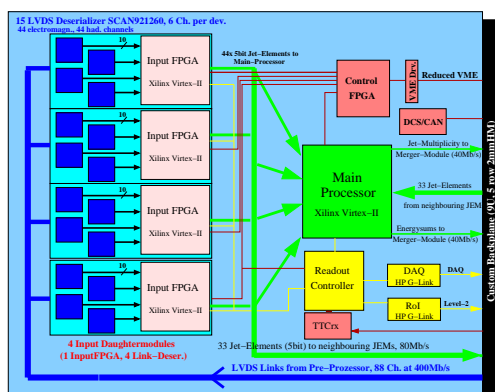 15 LVDS Deserializer SCAN921260, 6 Ch. per dev.
44 electromagn., 44 had. channels
10
Input FPGA
Xilinx Virtex-II
Input FPGA
Xilinx Virtex-II
Input FPGA
Xilinx Virtex-II
10
Input FPGA
Xilinx Virtex-II
4 Input Daughtermodules
(1 InputFPGA, 4 Link-Deser.)
44x 5bit Jet-Elements to
Main-Processor
Control
FPGA
VME Drv.
Reduced VME
DCS/CAN
Jet-Multiplicity to
Merger-Module (40Mb/s)
Main
Processor
Xilinx Virtex-II
33 Jet-Elements
from neighbouring JEM
Energysums to
Merger-Module (40Mb/s)
Readout
Controller
DAQ
HP G-Link
DAQ
RoI
HP G-Link
Level-2
TTCrx
33 Jet-Elements (5bit) to neighbouring JEMs, 80Mb/s
LVDS Links from Pre-Prozessor, 88 Ch. at 400Mb/s
Custom Backplane (9U, 5 row 2mmHM)